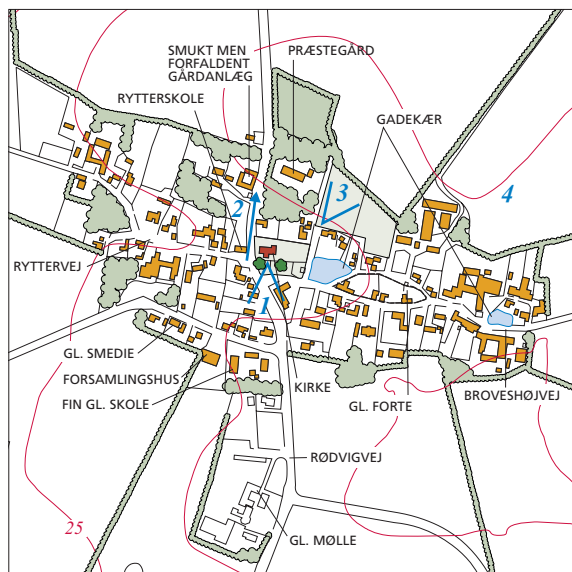 SMUKT MEN
FORFALDENT
GÅRDANLÆG
PRÆSTEGÅRD
RYTTERSKOLE
GADEKÆR
3
4
2
RYTTERVEJ
1
GL. SMEDIE
FORSAMLINGSHUS
FIN GL. SKOLE
KIRKE
GL. FORTE
BROVESHØJVEJ
RØDVIGVEJ
25
GL. MØLLE